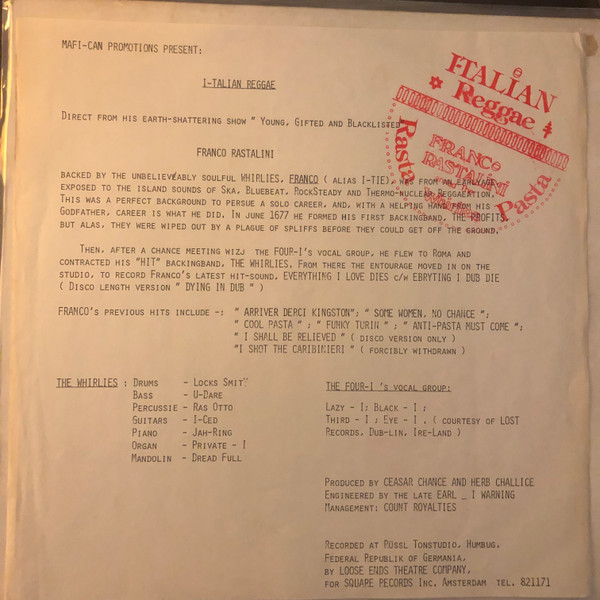 MAFI-CAN PROMOTIONS PRESENT:
I-TALIAN REGGAE
DIRECT FROM HIS EARTH-SHATTERING SHOW " YOUNG, GIFTED AND BLACKLISTED
FRANCO RASTALINI
BACKED BY THE UNBELIEVEABLY SOULFUL WHIRLIES, FRANCO ( ALIAS I-TIE), WAS FROM AN EARLY AGE
EXPOSED TO THE ISLAND SOUNDS OF SKA, BLUEBEAT, ROCKSTEADY AND THERMO-NUCLEAR REGGAEATION.
THIS WAS A PERFECT BACKGROUND TO PERSUE A SOLO CAREER, AND, WITH A HELPING HAND FROM HIS
GODFATHER, CAREER IS WHAT HE DID. IN JUNE 1677 HE FORMED HIS FIRST BACKINGBAND, THE PROFITS,
BUT ALAS, THEY WERE WIPED OUT BY A PLAGUE OF SPLIFFS BEFORE THEY COULD GET OFF THE GROUND.
THEN, AFTER A CHANCE MEETING WIZJ THE FOUR-I'S VOCAL GROUP, HE FLEW TO ROMA AND
CONTRACTED HIS "HIT" BACKINGBAND, THE WHIRLIES. FROM THERE THE ENTOURAGE MOVED IN ON THE
STUDIO, TO RECORD FRANCO'S LATEST HIT-SOUND, EVERYTHING I LOVE DIES C/W EBRYTING I DUB DIE
( DISCO LENGTH VERSION " DYING IN DUB" )
FRANCO'S PREVIOUS HITS INCLUDE -: " ARRIVER DERCI KINGSTON"; " SOME WOMEN, NO CHANCE ";
" COOL PASTA " ; " FUNKY TURIN " ; " ANTI-PASTA MUST COME ";
" I SHALL BE RELIEVED " ( DISCO VERSION ONLY )
"I SHOT THE CARIBINIERI " ( FORCIBLY WITHDRAWN )
THE WHIRLIES : DRUMS - LOCKS
BASS - U-DARE
PERCUSSIE - RAS OTTO
GUITARS - I-CED
PIANO - JAH-RING
ORGAN - PRIVATE - I
MANDOLIN - DREAD FULL
THE FOUR-I 'S VOCAL GROUP:
LAZY - I; BLACK - I ;
THIRD - I ; EYE - I . ( COURTESY OF LOST
RECORDS, DUB-LIN, IRE-LAND )
PRODUCED BY CEASAR CHANCE AND HERB CHALLICE
ENGINEERED BY THE LATE EARL _ I WARNING
MANAGEMENT: COUNT ROYALTIES
RECORDED AT PÜSSL TONSTUDIO, HUMBUG,
FEDERAL REPUBLIK OF GERMANIA,
BY LOOSE ENDS THEATRE COMPANY,
FOR SQUARE RECORDS INC. AMSTERDAM TEL. 821171
ITALIAN
Reggae
FRANCO
RASTALINI
Rasta
Pasta